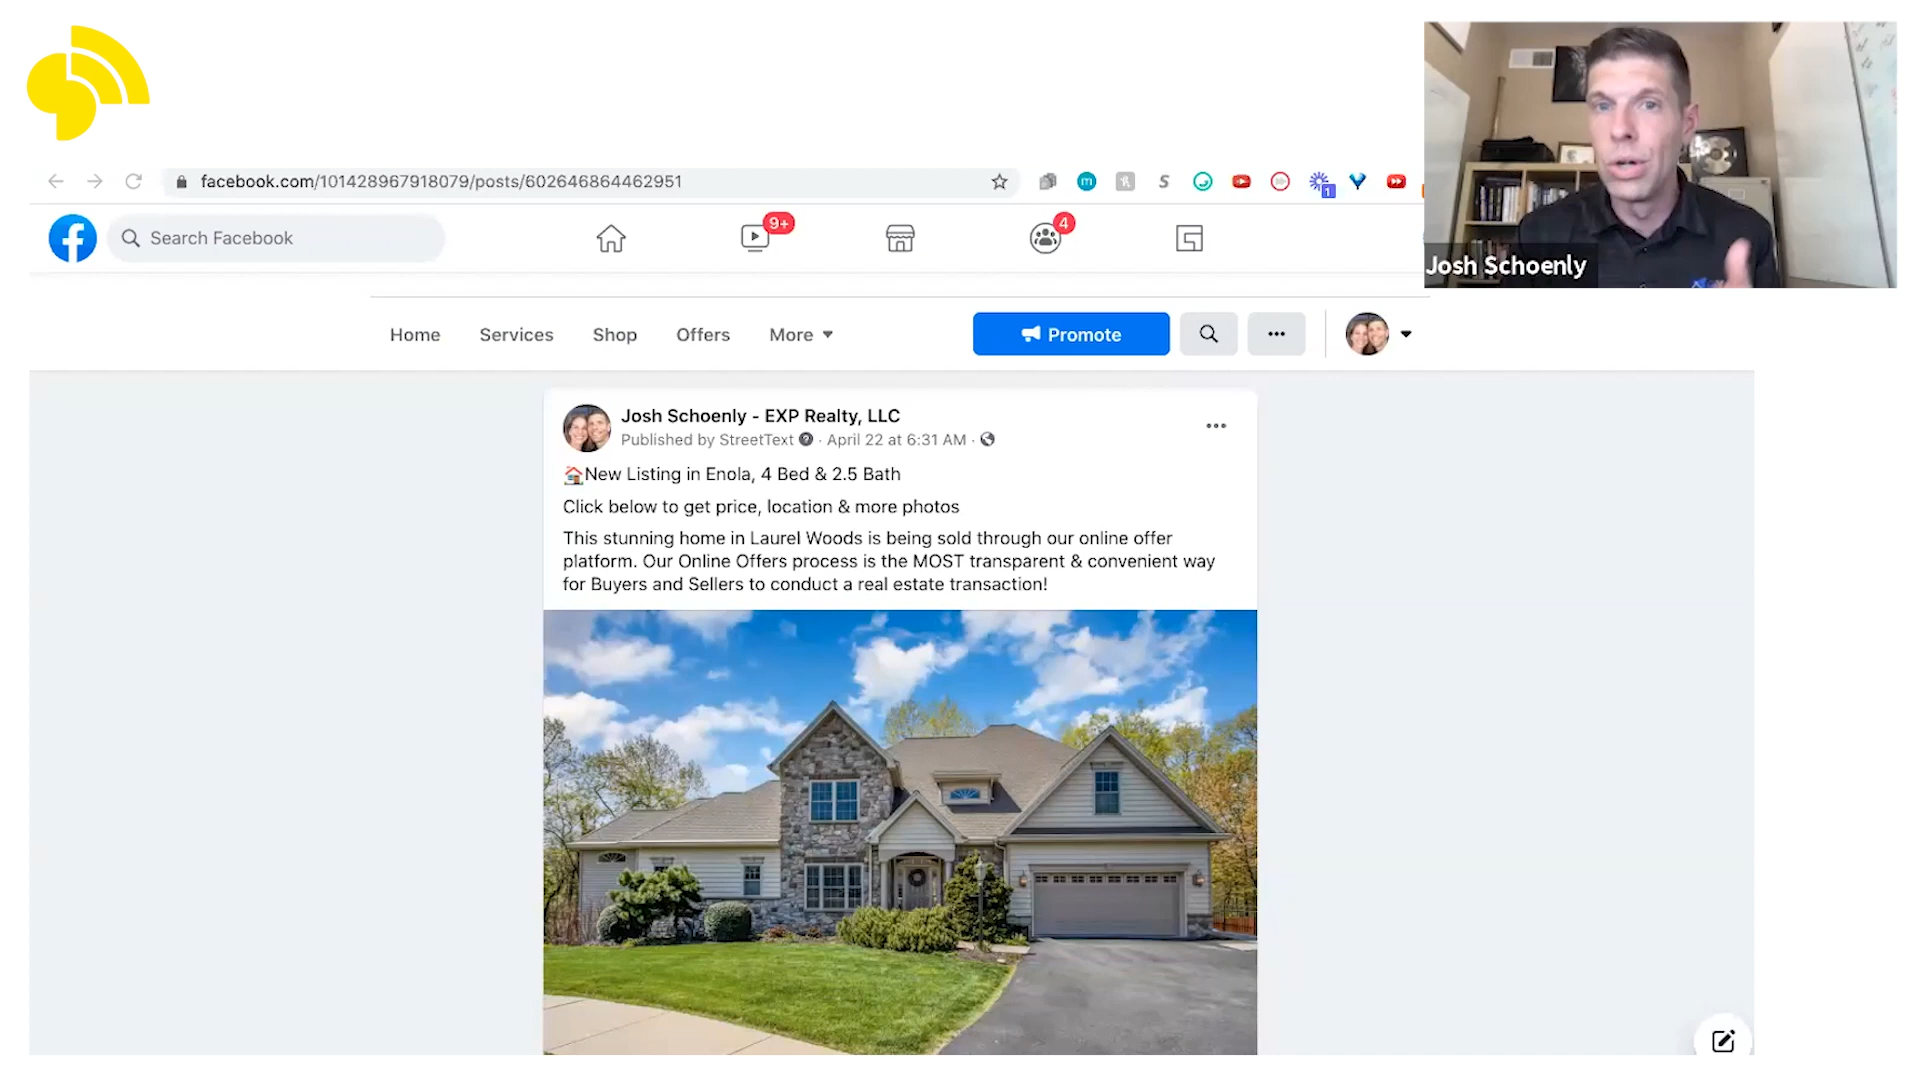 facebook.com/101428967918079/posts/602646864462951
m
S
1
Search Facebook
9+
4
Josh Schoenly
Home
Services
Shop
Offers
More
Promote
Josh Schoenly - EXP Realty, LLC
Published by StreetText · April 22 at 6:31 AM ·
New Listing in Enola, 4 Bed & 2.5 Bath
Click below to get price, location & more photos
This stunning home in Laurel Woods is being sold through our online offer
platform. Our Online Offers process is the MOST transparent & convenient way
for Buyers and Sellers to conduct a real estate transaction!